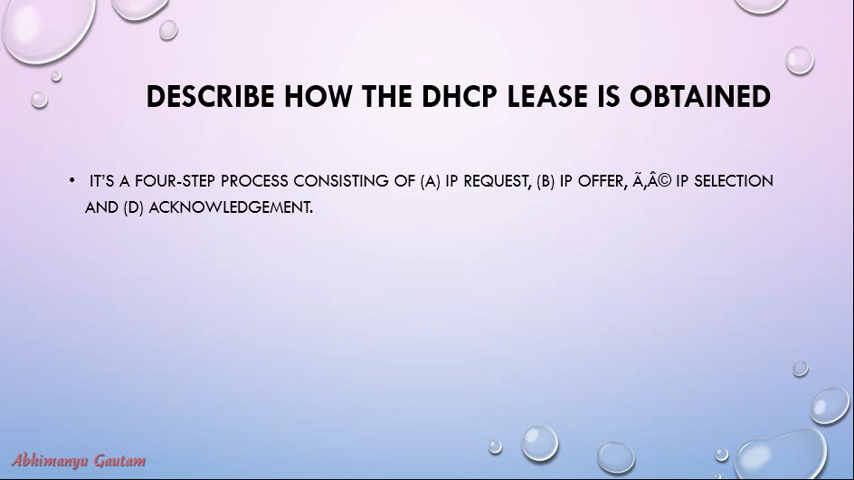 DESCRIBE HOW THE DHCP LEASE IS OBTAINED
• IT'S A FOUR-STEP PROCESS CONSISTING OF (A) IP REQUEST, (B) IP OFFER, Ã‚Â© IP SELECTION
AND (D) ACKNOWLEDGEMENT.
Abhimanyu Gautam